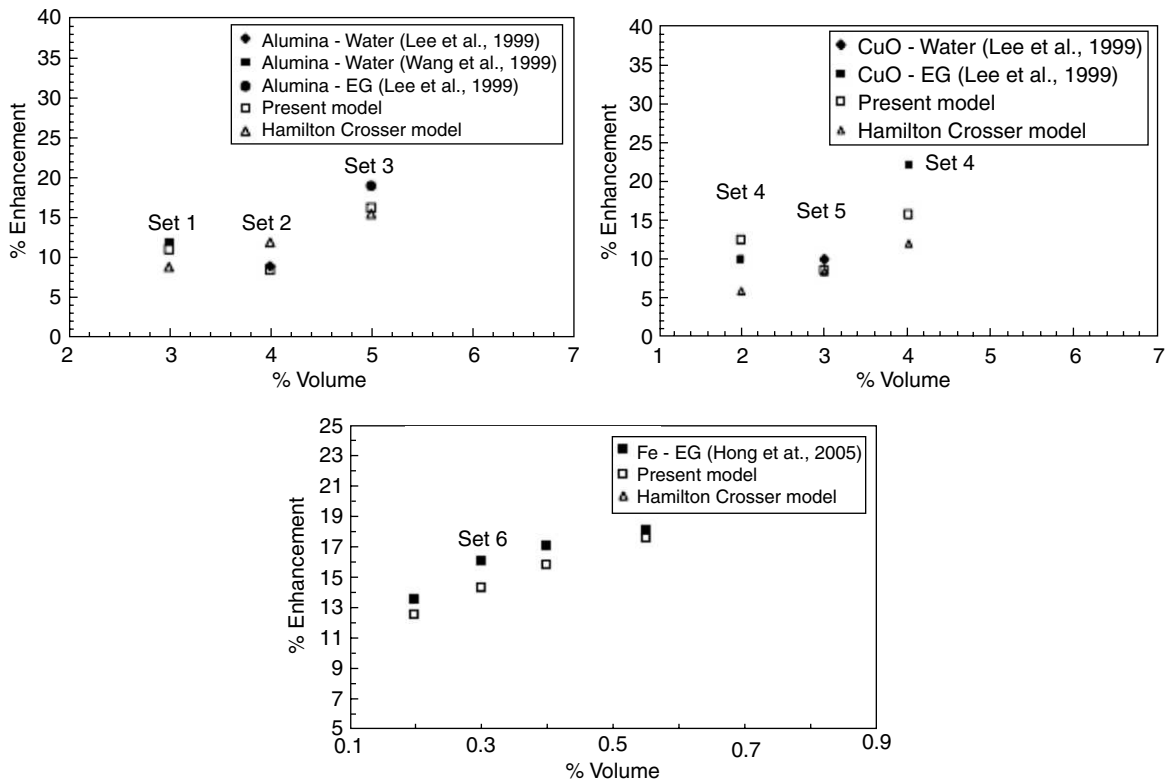 40
35
30
25
20
15
10
5
0
% Enhancement
Alumina - Water (Lee et al., 1999)
Alumina - Water (Wang et al., 1999)
Alumina - EG (Lee et al., 1999)
Present model
Hamilton Crosser model
Set 1
Set 2
Set 3
2 3 4 5 6 7
% Volume
40
35
30
25
20
15
10
5
0
% Enhancement
CuO - Water (Lee et al., 1999)
CuO - EG (Lee et al., 1999)
Present model
Hamilton Crosser model
Set 4
Set 5
Set 4
1 2 3 4 5 6 7
% Volume
25
23
21
19
17
15
13
11
9
7
5
% Enhancement
Fe - EG (Hong et at., 2005)
Present model
Hamilton Crosser model
Set 6
0.1 0.3 0.5 0.7 0.9
% Volume